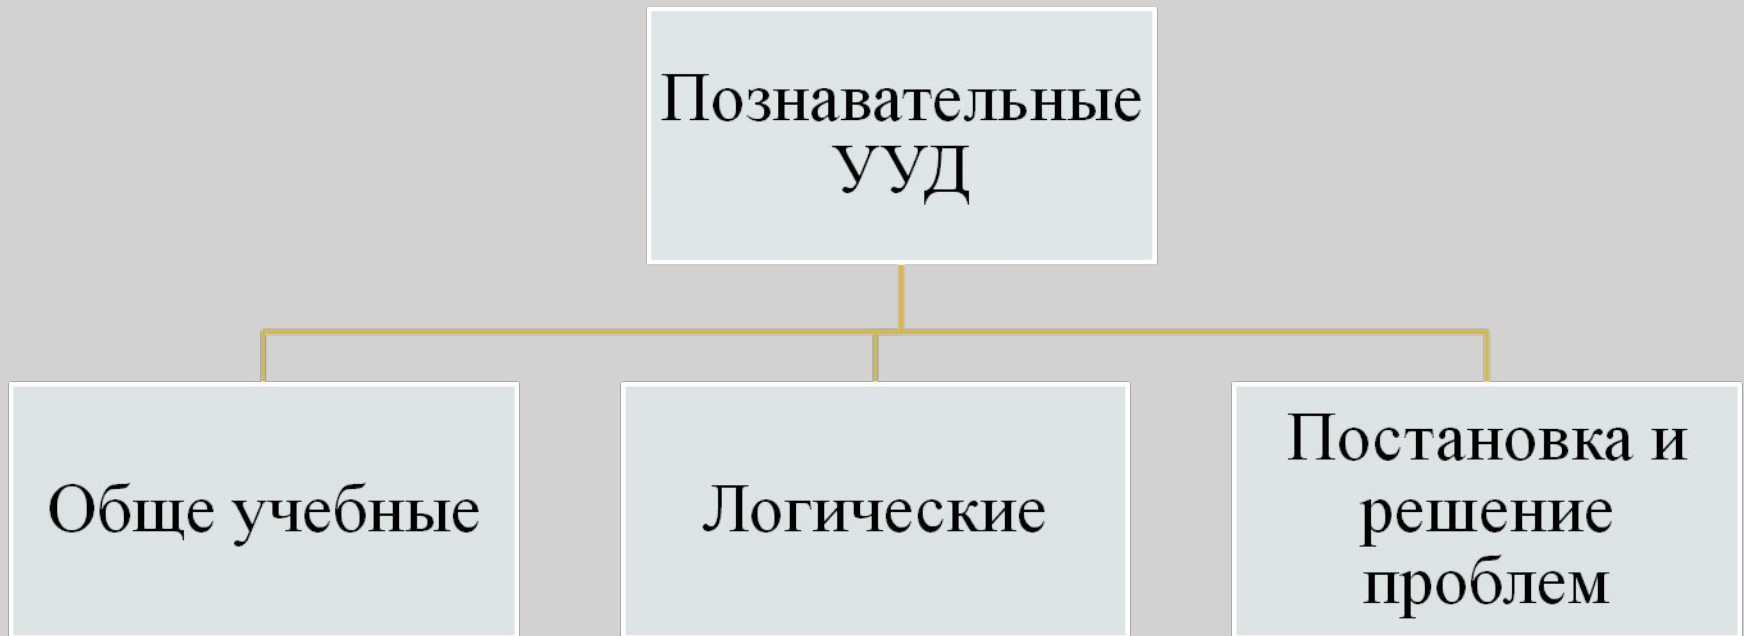 Познавательные
УУД
Обще учебные
Логические
Постановка и
решение
проблем